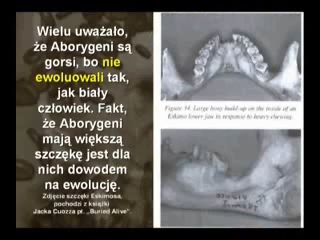 Wielu uważało,
że Aborygeni są
gorsi, bo nie
ewoluowali tak,
jak biały
człowiek. Fakt,
że Aborygeni
mają większą
szczękę jest dla
nich dowodem
na ewolucję.
Zdjęcie szczęki Eskimosa,
pochodzi z książki
Jacka Cuozza pt. „Buried Alive"
Figure 54. Large bony build-up on the inside of an
Eskimo lower jaw in response to heavy chewing.